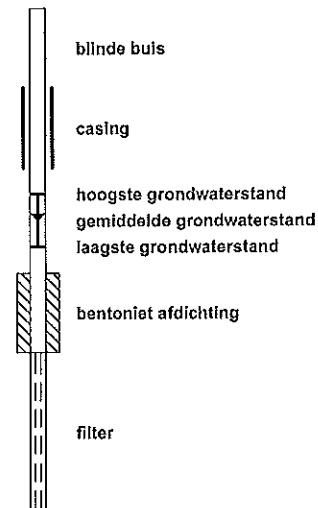 blinde buis
casing
hoogste grondwaterstand
gemiddelde grondwaterstand
laagste grondwaterstand
bentoniet afdichting
filter